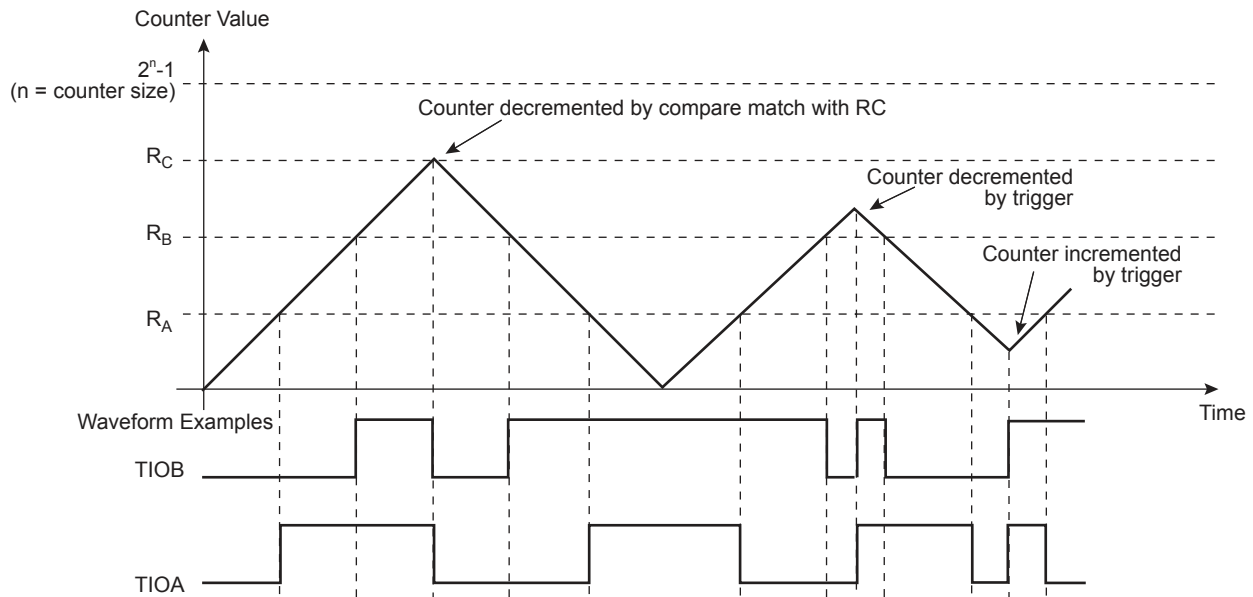 Counter Value
2ⁿ-1
(n = counter size)
Counter decremented by compare match with RC
R_C
Counter decremented
by trigger
R_B
Counter incremented
by trigger
R_A
Time
Waveform Examples
TIOB
TIOA